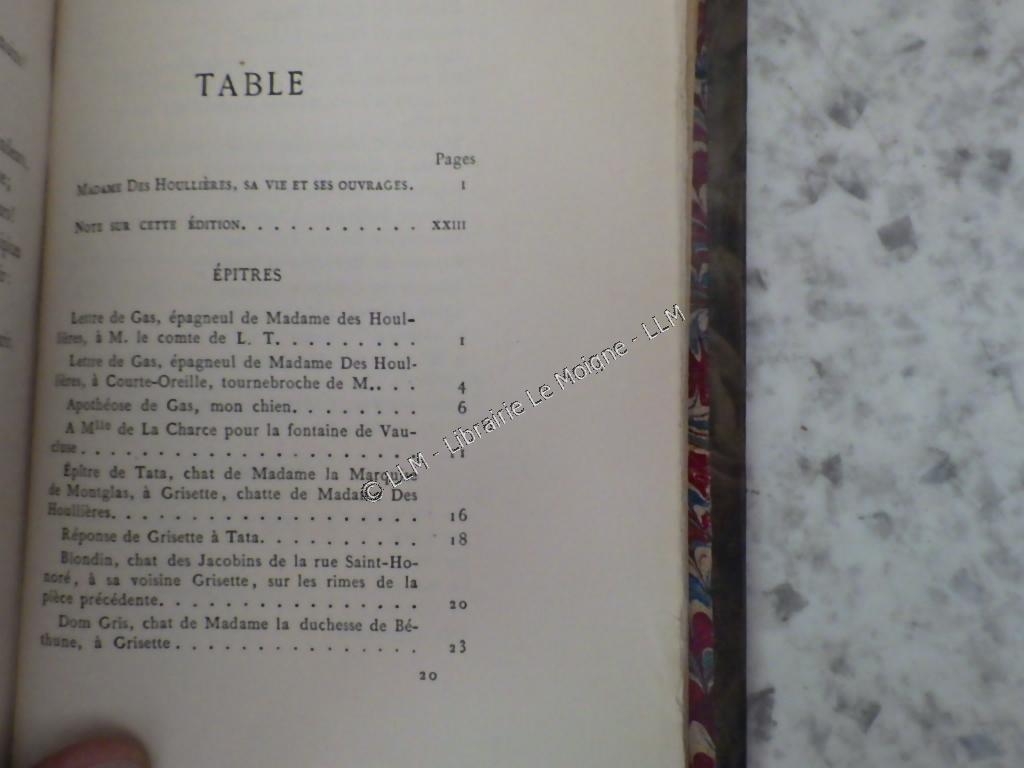 TABLE
Pages
MADAME DES HOULLIÈRES, SA VIE ET SES OUVRAGES. I
NOTE SUR CETTE ÉDITION. . . . . . . . . . . . XXIII
ÉPITRES
Lettre de Gas, épagneul de Madame des Houl-
lières, à M. le comte de L. T. . . . . . . . . 1
Lettre de Gas, épagneul de Madame Des Houl-
lières, à Courte-Oreille, tournebroche de M.. . . 4
Apothéose de Gas, mon chien. . . . . . . . 6
A Mlle de La Charce pour la fontaine de Vau-
cluse . . . . . . . . . . . . . . . . . . .
Épître de Tata, chat de Madame la Marquise
de Montglas, à Grisette, chatte de Madame Des
Houllières. . . . . . . . . . . . . . . . . . 16
Réponse de Grisette à Tata. . . . . . . . . . 18
Blondin, chat des Jacobins de la rue Saint-Ho-
noré, à sa voisine Grisette, sur les rimes de la
pièce précédente. . . . . . . . . . . . . . . 20
Dom Gris, chat de Madame la duchesse de Bé-
thune, à Grisette . . . . . . . . . . . . . . 23
20
© LLM - Librairie Le Moigne - LLM